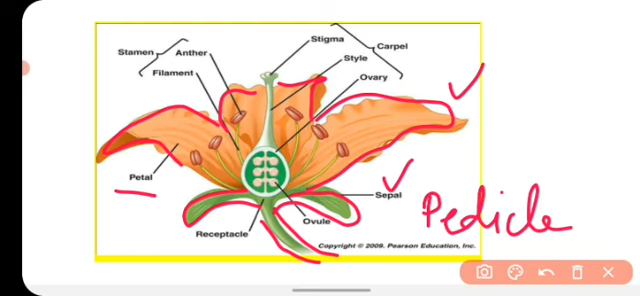 Stigma
Carpel
Stamen
Anther
Style
Filament
Ovary
Petal
Sepal
Pedicle
Ovule
Receptacle
Copyright © 2009. Pearson Education, Inc.